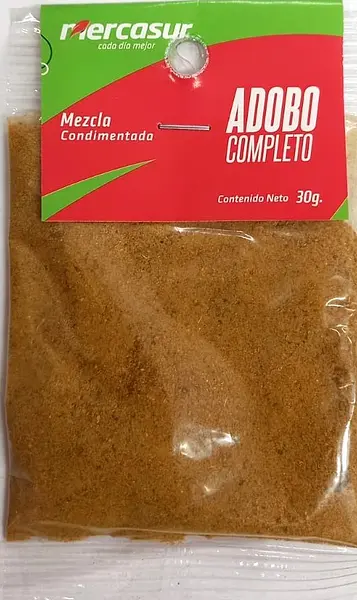 mercasur
cada día mejor
Mezcla
Condimentada
ADOBO
COMPLETO
Contenido Neto 30g.